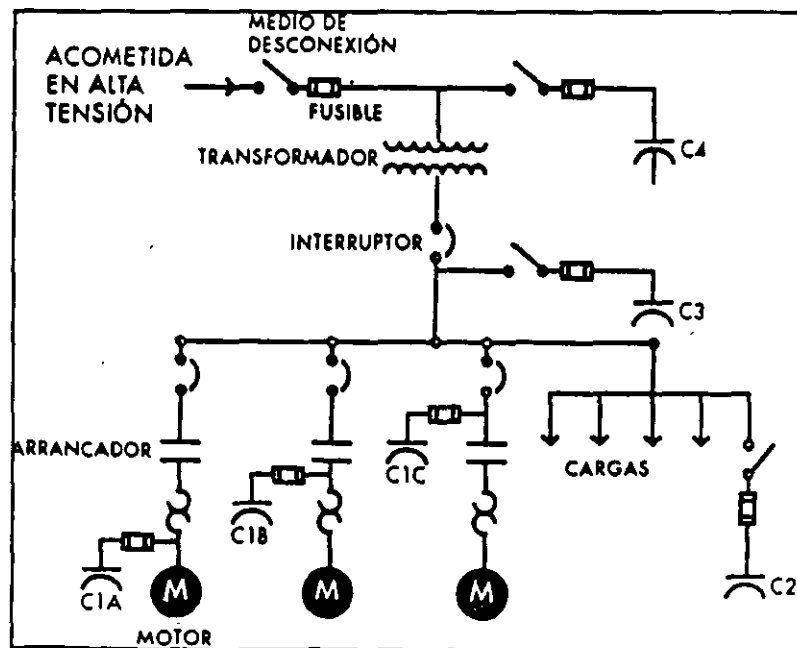 MEDIO DE
DESCONEXIÓN
ACOMETIDA
EN ALTA
TENSIÓN
FUSIBLE
TRANSFORMADOR
C4
INTERRUPTOR
C3
ARRANCADOR
C1C
CARGAS
C1B
C1A
C2
M
M
M
MOTOR